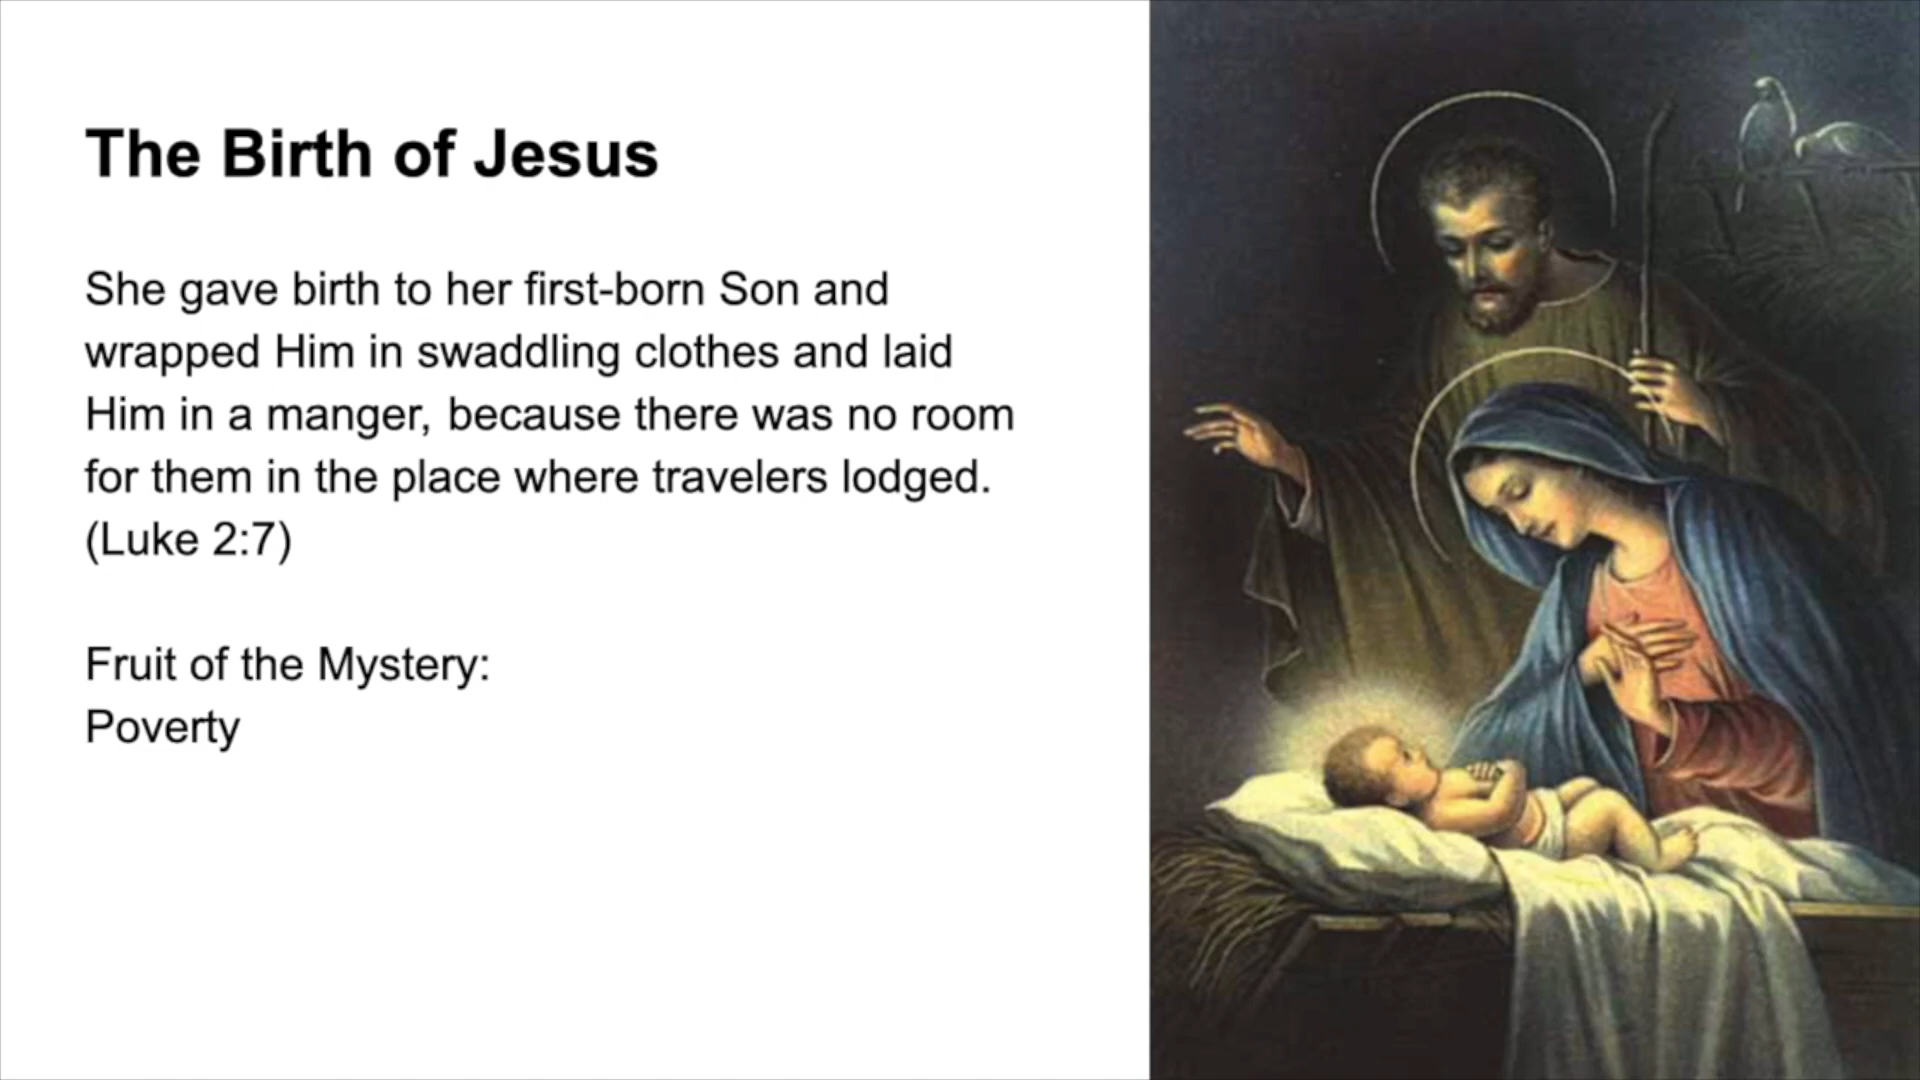 The Birth of Jesus
She gave birth to her first-born Son and
wrapped Him in swaddling clothes and laid
Him in a manger, because there was no room
for them in the place where travelers lodged.
(Luke 2:7)
Fruit of the Mystery:
Poverty